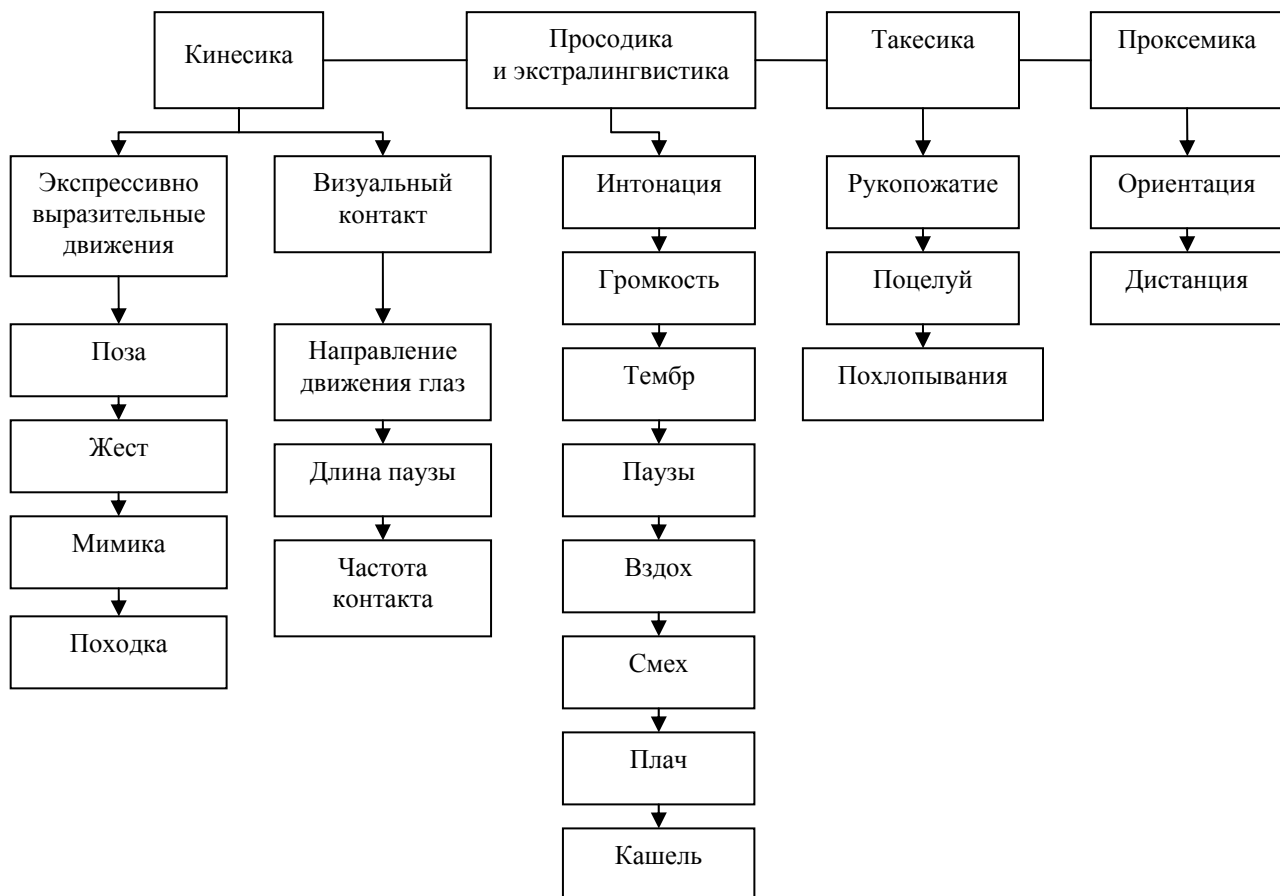 Кинесика
Просодика
и экстралингвистика
Такесика
Проксемика
Экспрессивно
выразительные
движения
Визуальный
контакт
Интонация
Рукопожатие
Ориентация
Громкость
Поцелуй
Дистанция
Поза
Направление
движения глаз
Тембр
Похлопывания
Жест
Длина паузы
Паузы
Мимика
Частота
контакта
Вздох
Походка
Смех
Плач
Кашель